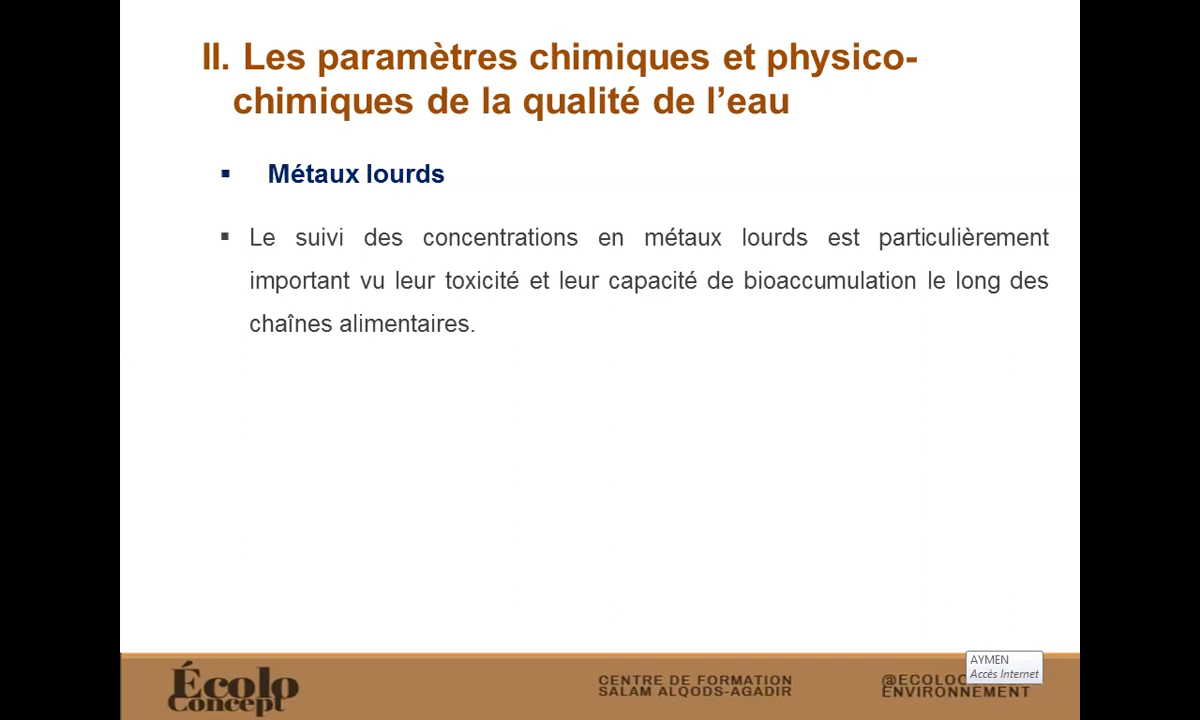 II. Les paramètres chimiques et physico-
chimiques de la qualité de l’eau
▪ Métaux lourds
▪ Le suivi des concentrations en métaux lourds est particulièrement
important vu leur toxicité et leur capacité de bioaccumulation le long des
chaînes alimentaires.
Écolo
Concept
CENTRE DE FORMATION
SALAM ALQODS-AGADIR
ENVIRONNEMENT
AYMEN
Accès Internet